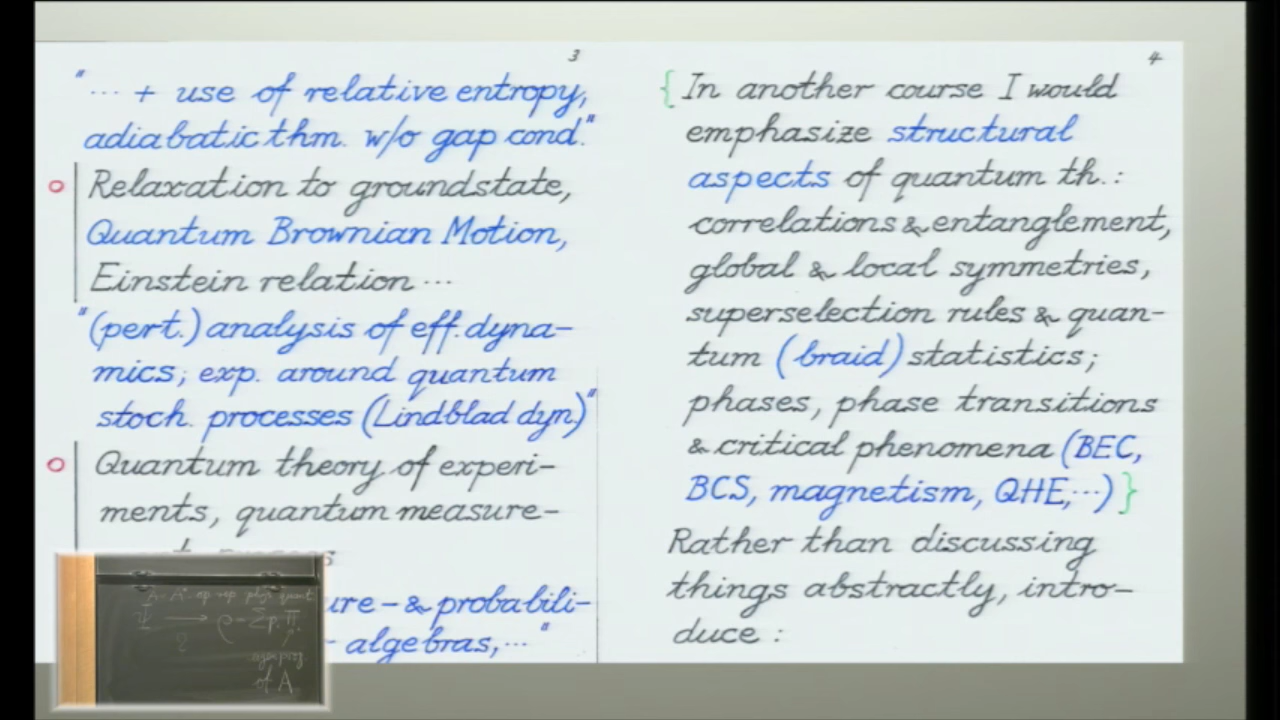 3
"... + use of relative entropy,
adiabatic thm. w/o gap cond."
o Relaxation to groundstate,
Quantum Brownian Motion,
Einstein relation ...
"(pert.) analysis of eff. dyna-
mics; exp. around quantum
stoch. processes (Lindblad dyn.)"
o Quantum theory of experi-
ments, quantum measure-
ure- & probabili-
algebras, ..."
4
{In another course I would
emphasize structural
aspects of quantum th.:
correlations & entanglement,
global & local symmetries,
superselection rules & quan-
tum (braid) statistics;
phases, phase transitions
& critical phenomena (BEC,
BCS, magnetism, QHE,...)}
Rather than discussing
things abstractly, intro-
duce:
of A